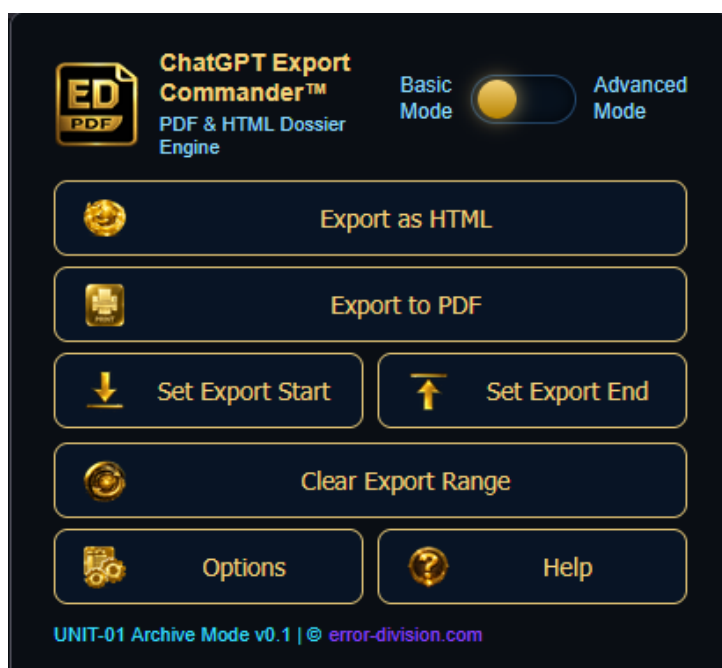 ED
PDF
ChatGPT Export
Commander™
PDF & HTML Dossier
Engine
Basic
Mode
Advanced
Mode
Export as HTML
PRINT
Export to PDF
Set Export Start
Set Export End
Clear Export Range
Options
?
Help
UNIT-01 Archive Mode v0.1 | © error-division.com